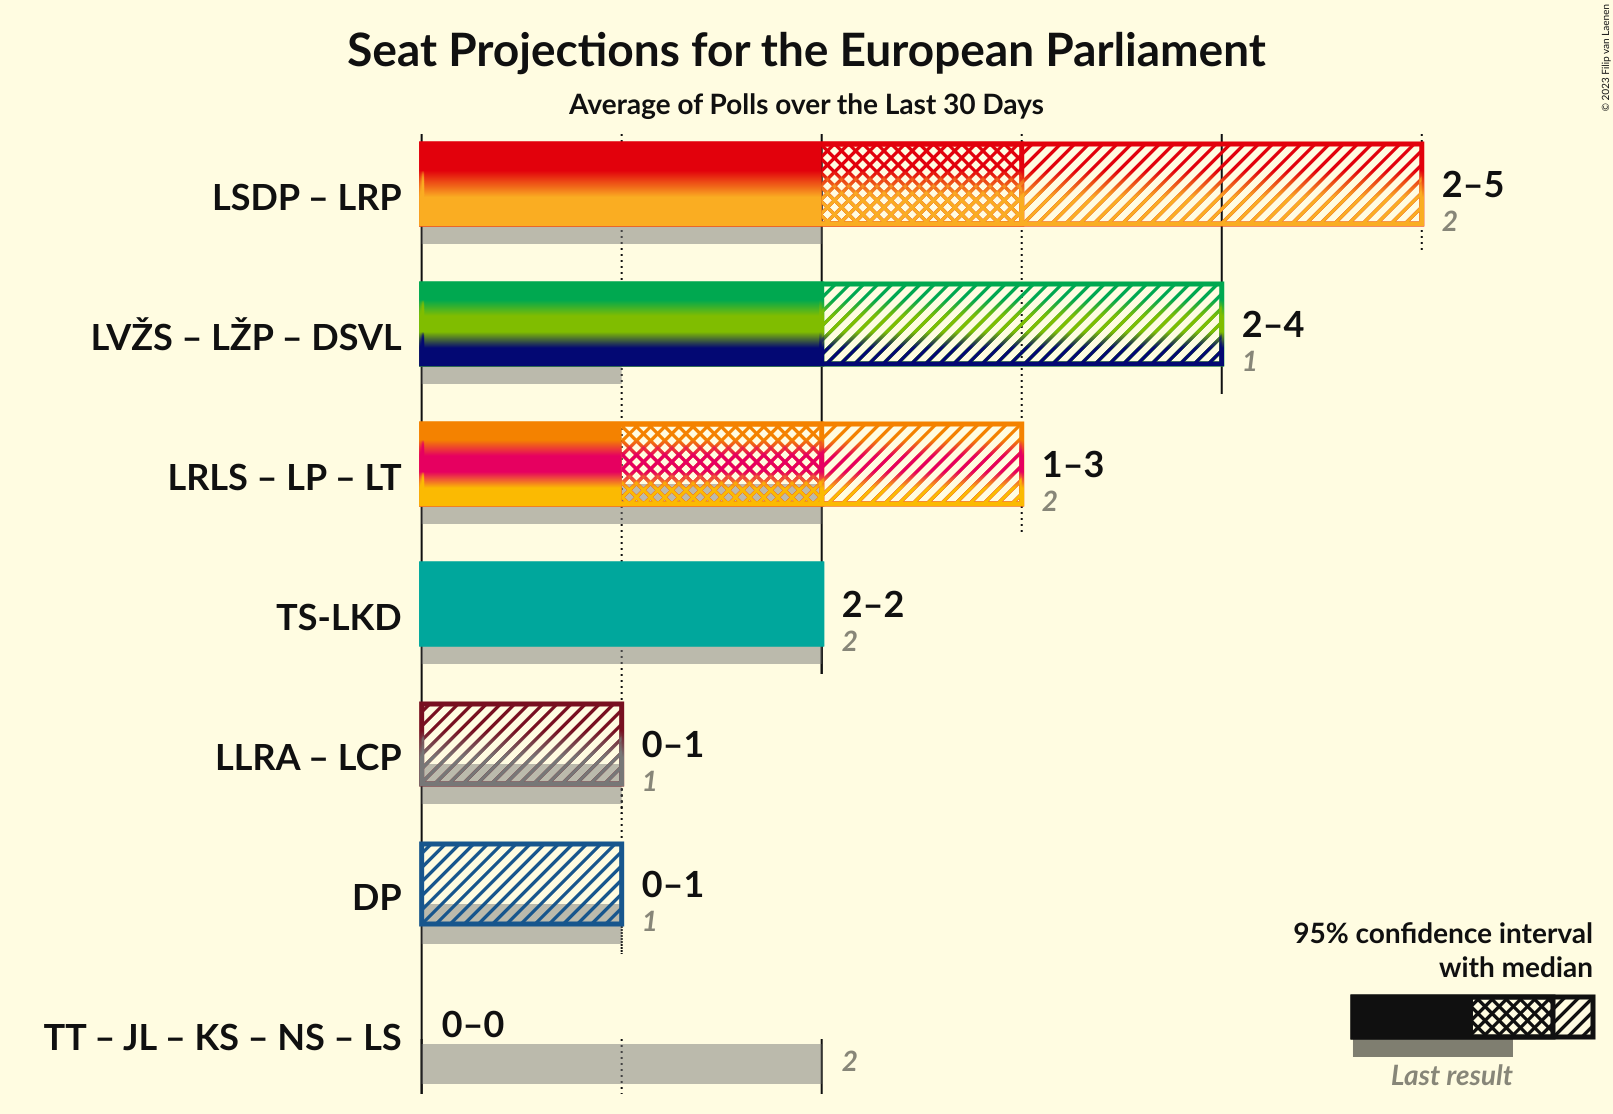 Seat Projections for the European Parliament
Average of Polls over the Last 30 Days
© 2023 Filip van Laenen
LSDP – LRP
2–5
2
LVŽS – LŽP – DSVL
2–4
1
LRLS – LP – LT
1–3
2
TS-LKD
2–2
2
LLRA – LCP
0–1
1
DP
0–1
1
TT – JL – KS – NS – LS
0–0
2
95% confidence interval
with median
Last result